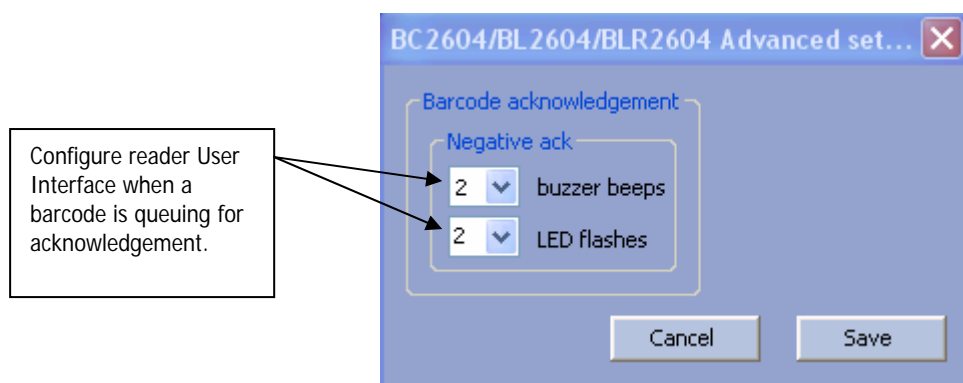 BC2604/BL2604/BLR2604 Advanced set...
Barcode acknowledgement
Negative ack
Configure reader User
Interface when a
barcode is queuing for
acknowledgement.
2 buzzer beeps
2 LED flashes
Cancel Save